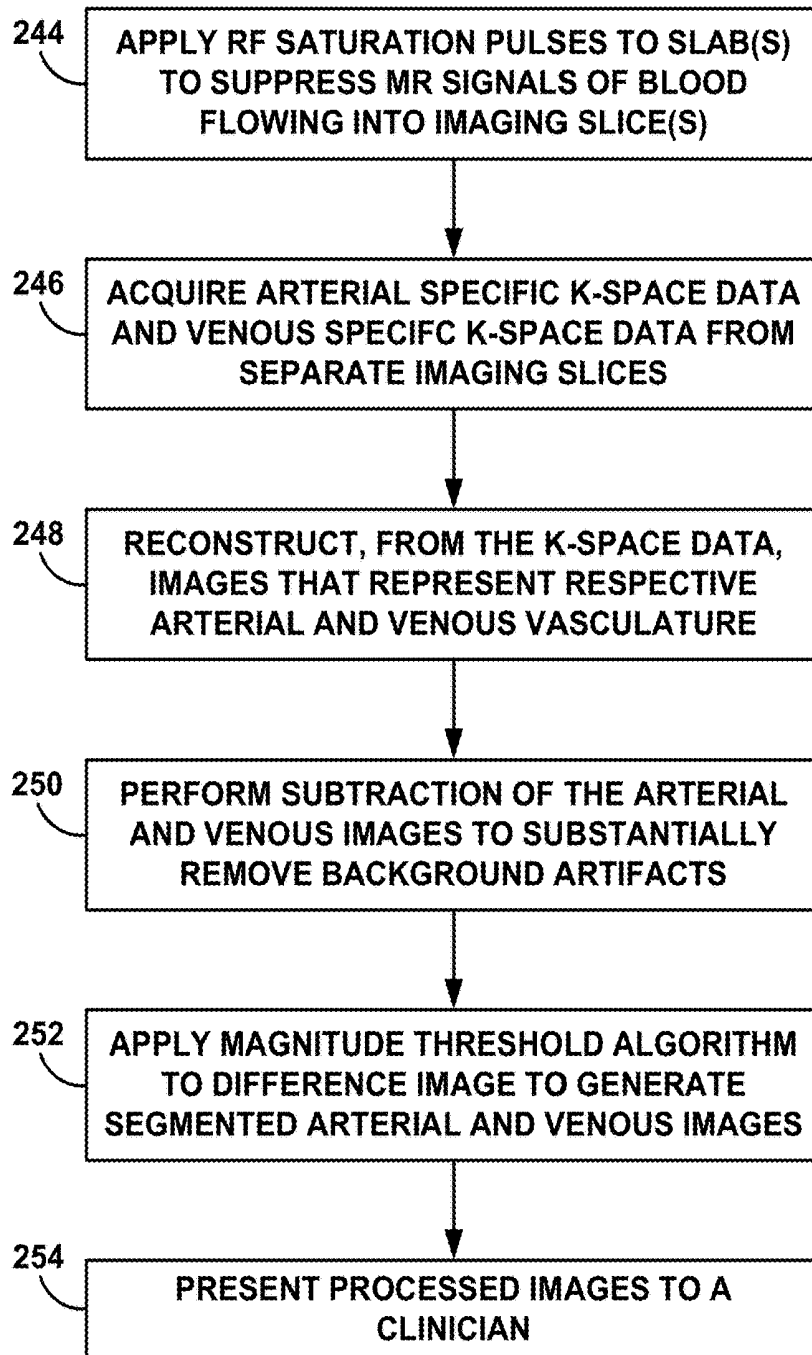 244
APPLY RF SATURATION PULSES TO SLAB(S)
TO SUPPRESS MR SIGNALS OF BLOOD
FLOWING INTO IMAGING SLICE(S)
246
ACQUIRE ARTERIAL SPECIFIC K-SPACE DATA
AND VENOUS SPECIFC K-SPACE DATA FROM
SEPARATE IMAGING SLICES
248
RECONSTRUCT, FROM THE K-SPACE DATA,
IMAGES THAT REPRESENT RESPECTIVE
ARTERIAL AND VENOUS VASCULATURE
250
PERFORM SUBTRACTION OF THE ARTERIAL
AND VENOUS IMAGES TO SUBSTANTIALLY
REMOVE BACKGROUND ARTIFACTS
252
APPLY MAGNITUDE THRESHOLD ALGORITHM
TO DIFFERENCE IMAGE TO GENERATE
SEGMENTED ARTERIAL AND VENOUS IMAGES
254
PRESENT PROCESSED IMAGES TO A
CLINICIAN